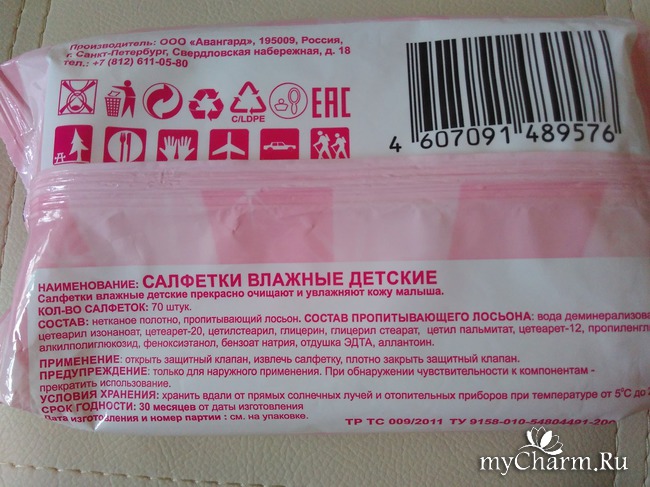 Производитель: ООО «Авангард», 195009, Россия,
г. Санкт-Петербург, Свердловская набережная, д. 18
тел.: +7 (812) 611-05-80
C/LDPE
EAC
4 607091 489576
НАИМЕНОВАНИЕ: САЛФЕТКИ ВЛАЖНЫЕ ДЕТСКИЕ
Салфетки влажные детские прекрасно очищают и увлажняют кожу малыша.
КОЛ-ВО САЛФЕТОК: 70 штук.
СОСТАВ: нетканое полотно, пропитывающий лосьон. СОСТАВ ПРОПИТЫВАЮЩЕГО ЛОСЬОНА: вода деминерализова
цетеарил изонаноат, цетеарет-20, цетилстеарил, глицерин, глицерил стеарат, цетил пальмитат, цетеарет-12, пропиленгл
алкилполиглюкозид, феноксиэтанол, бензоат натрия, отдушка ЭДТА, аллантоин.
ПРИМЕНЕНИЕ: открыть защитный клапан, извлечь салфетку, плотно закрыть защитный клапан.
ПРЕДУПРЕЖДЕНИЕ: только для наружного применения. При обнаружении чувствительности к компонентам -
прекратить использование.
УСЛОВИЯ ХРАНЕНИЯ: хранить вдали от прямых солнечных лучей и отопительных приборов при температуре от 5°С до
СРОК ГОДНОСТИ: 30 месяцев от даты изготовления
Дата изготовления и номер партии : см. на упаковке.
ТР ТС 009/2011 ТУ 9158-010-54804491-200
myCharm.Ru